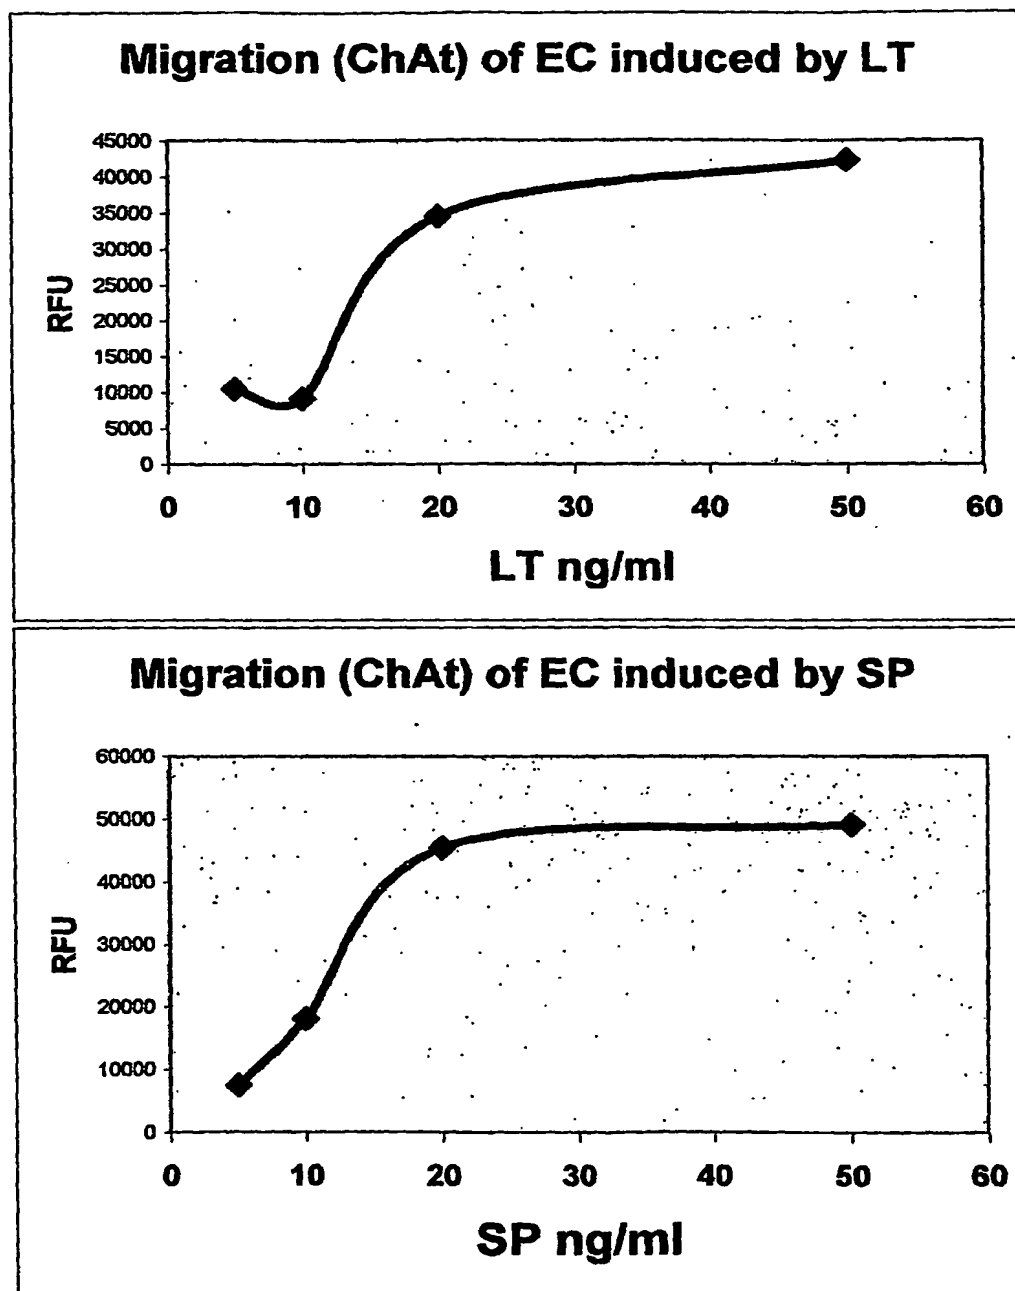 Migration (ChAt) of EC induced by LT
45000
40000
35000
30000
25000
20000
15000
10000
5000
0
RFU
0 10 20 30 40 50 60
LT ng/ml
Migration (ChAt) of EC induced by SP
60000
50000
40000
30000
20000
10000
0
RFU
0 10 20 30 40 50 60
SP ng/ml